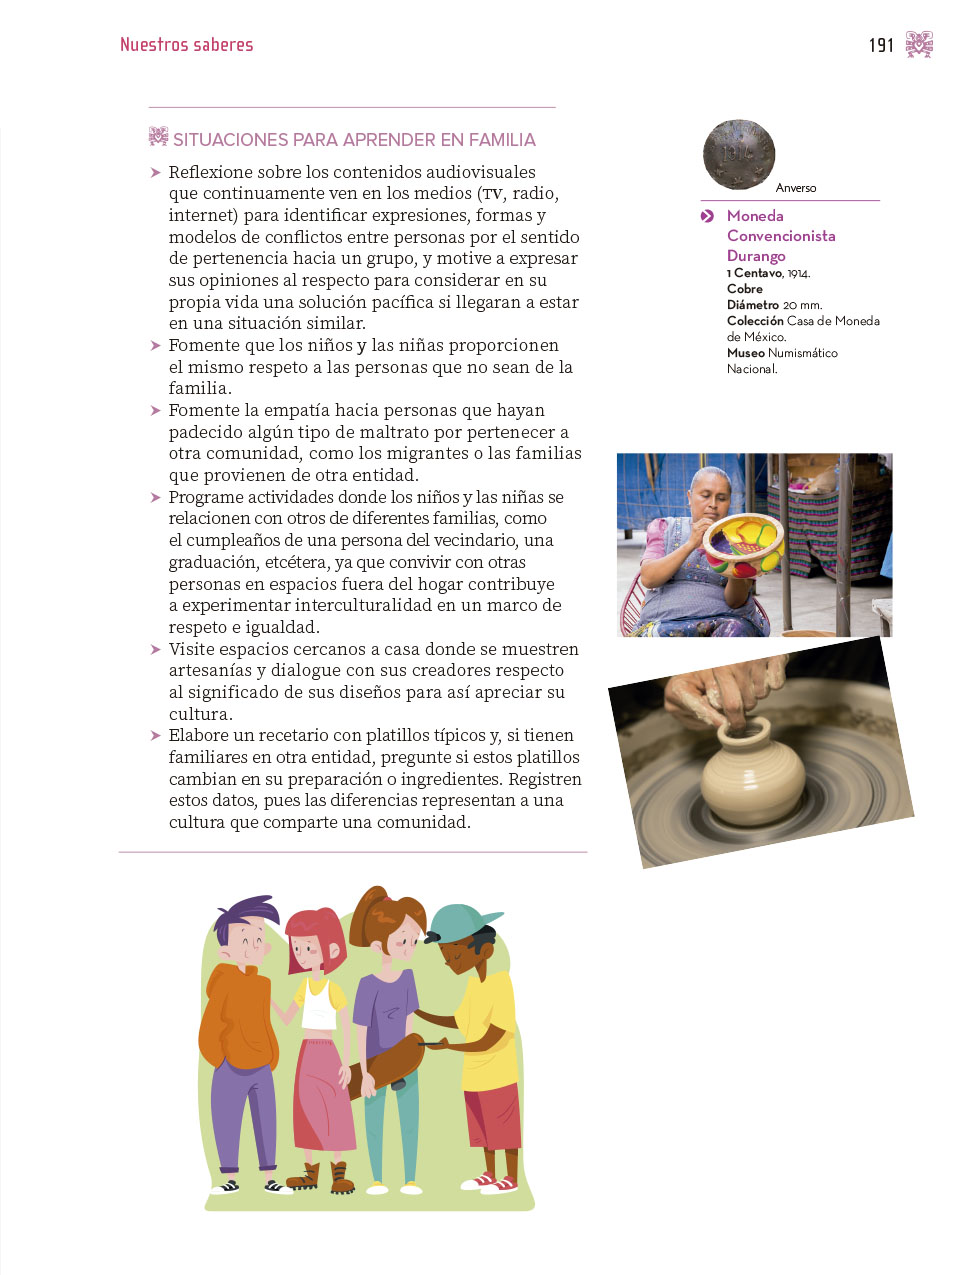 Nuestros saberes
191
SITUACIONES PARA APRENDER EN FAMILIA
➤ Reflexione sobre los contenidos audiovisuales
que continuamente ven en los medios (TV, radio,
internet) para identificar expresiones, formas y
modelos de conflictos entre personas por el sentido
de pertenencia hacia un grupo, y motive a expresar
sus opiniones al respecto para considerar en su
propia vida una solución pacífica si llegaran a estar
en una situación similar.
➤ Fomente que los niños y las niñas proporcionen
el mismo respeto a las personas que no sean de la
familia.
➤ Fomente la empatía hacia personas que hayan
padecido algún tipo de maltrato por pertenecer a
otra comunidad, como los migrantes o las familias
que provienen de otra entidad.
➤ Programe actividades donde los niños y las niñas se
relacionen con otros de diferentes familias, como
el cumpleaños de una persona del vecindario, una
graduación, etcétera, ya que convivir con otras
personas en espacios fuera del hogar contribuye
a experimentar interculturalidad en un marco de
respeto e igualdad.
➤ Visite espacios cercanos a casa donde se muestren
artesanías y dialogue con sus creadores respecto
al significado de sus diseños para así apreciar su
cultura.
➤ Elabore un recetario con platillos típicos y, si tienen
familiares en otra entidad, pregunte si estos platillos
cambian en su preparación o ingredientes. Registren
estos datos, pues las diferencias representan a una
cultura que comparte una comunidad.
1914
Anverso
Moneda
Convencionista
Durango
1 Centavo, 1914.
Cobre
Diámetro 20 mm.
Colección Casa de Moneda
de México.
Museo Numismático
Nacional.